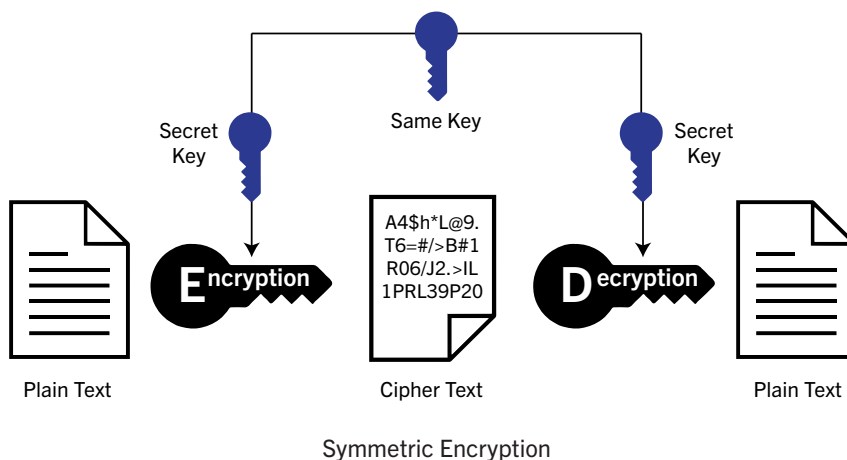 Same Key
Secret
Key
Secret
Key
Encryption
A4$h*L@9.
T6=#/>B#1
R06/J2.>IL
1PRL39P20
Decryption
Plain Text
Cipher Text
Plain Text
Symmetric Encryption